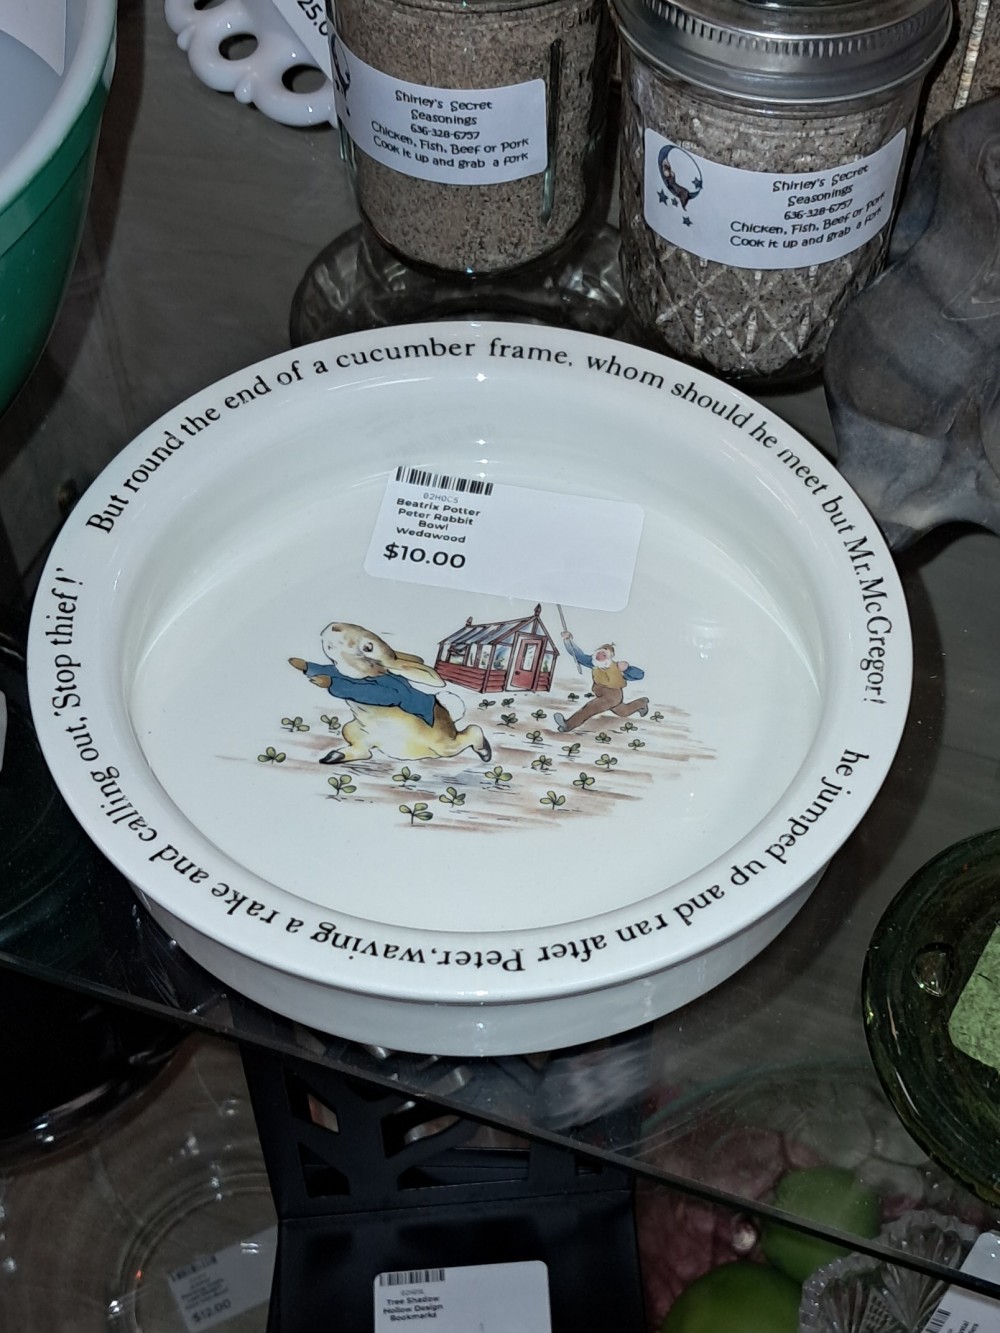 25.0
Shirley's Secret
Seasonings
636-328-6757
Chicken, Fish, Beef or Pork
Cook it up and grab a fork
Shirley's Secret
Seasonings
636-328-6757
Chicken, Fish, Beef or Pork
Cook it up and grab a fork
But round the end of a cucumber frame, whom should he meet but Mr. McGregor!
he jumped up and ran after Peter, waving a rake and calling out, 'Stop thief!'
02H0CS
Beatrix Potter
Peter Rabbit
Bowl
Wedgwood
$10.00
$12.00
Tree Shadow
Hollow Design
Bookmarks